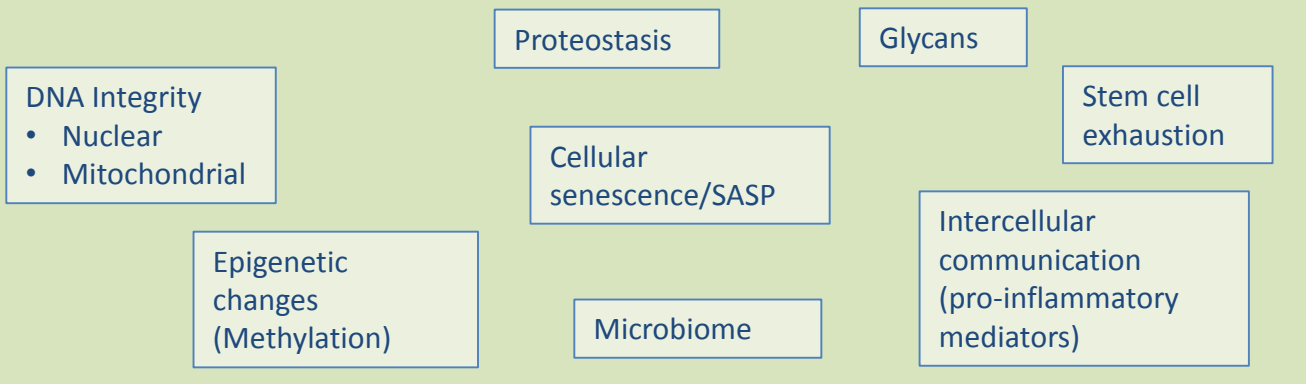 Proteostasis
Glycans
DNA Integrity
• Nuclear
• Mitochondrial
Stem cell
exhaustion
Cellular
senescence/SASP
Intercellular
communication
(pro-inflammatory
mediators)
Epigenetic
changes
(Methylation)
Microbiome